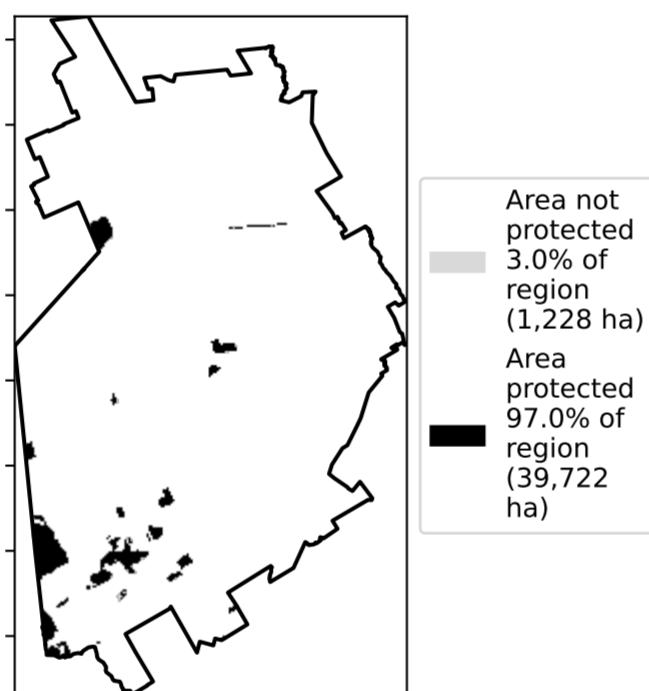 Area not
protected
3.0% of
region
(1,228 ha)
Area
protected
97.0% of
region
(39,722
ha)